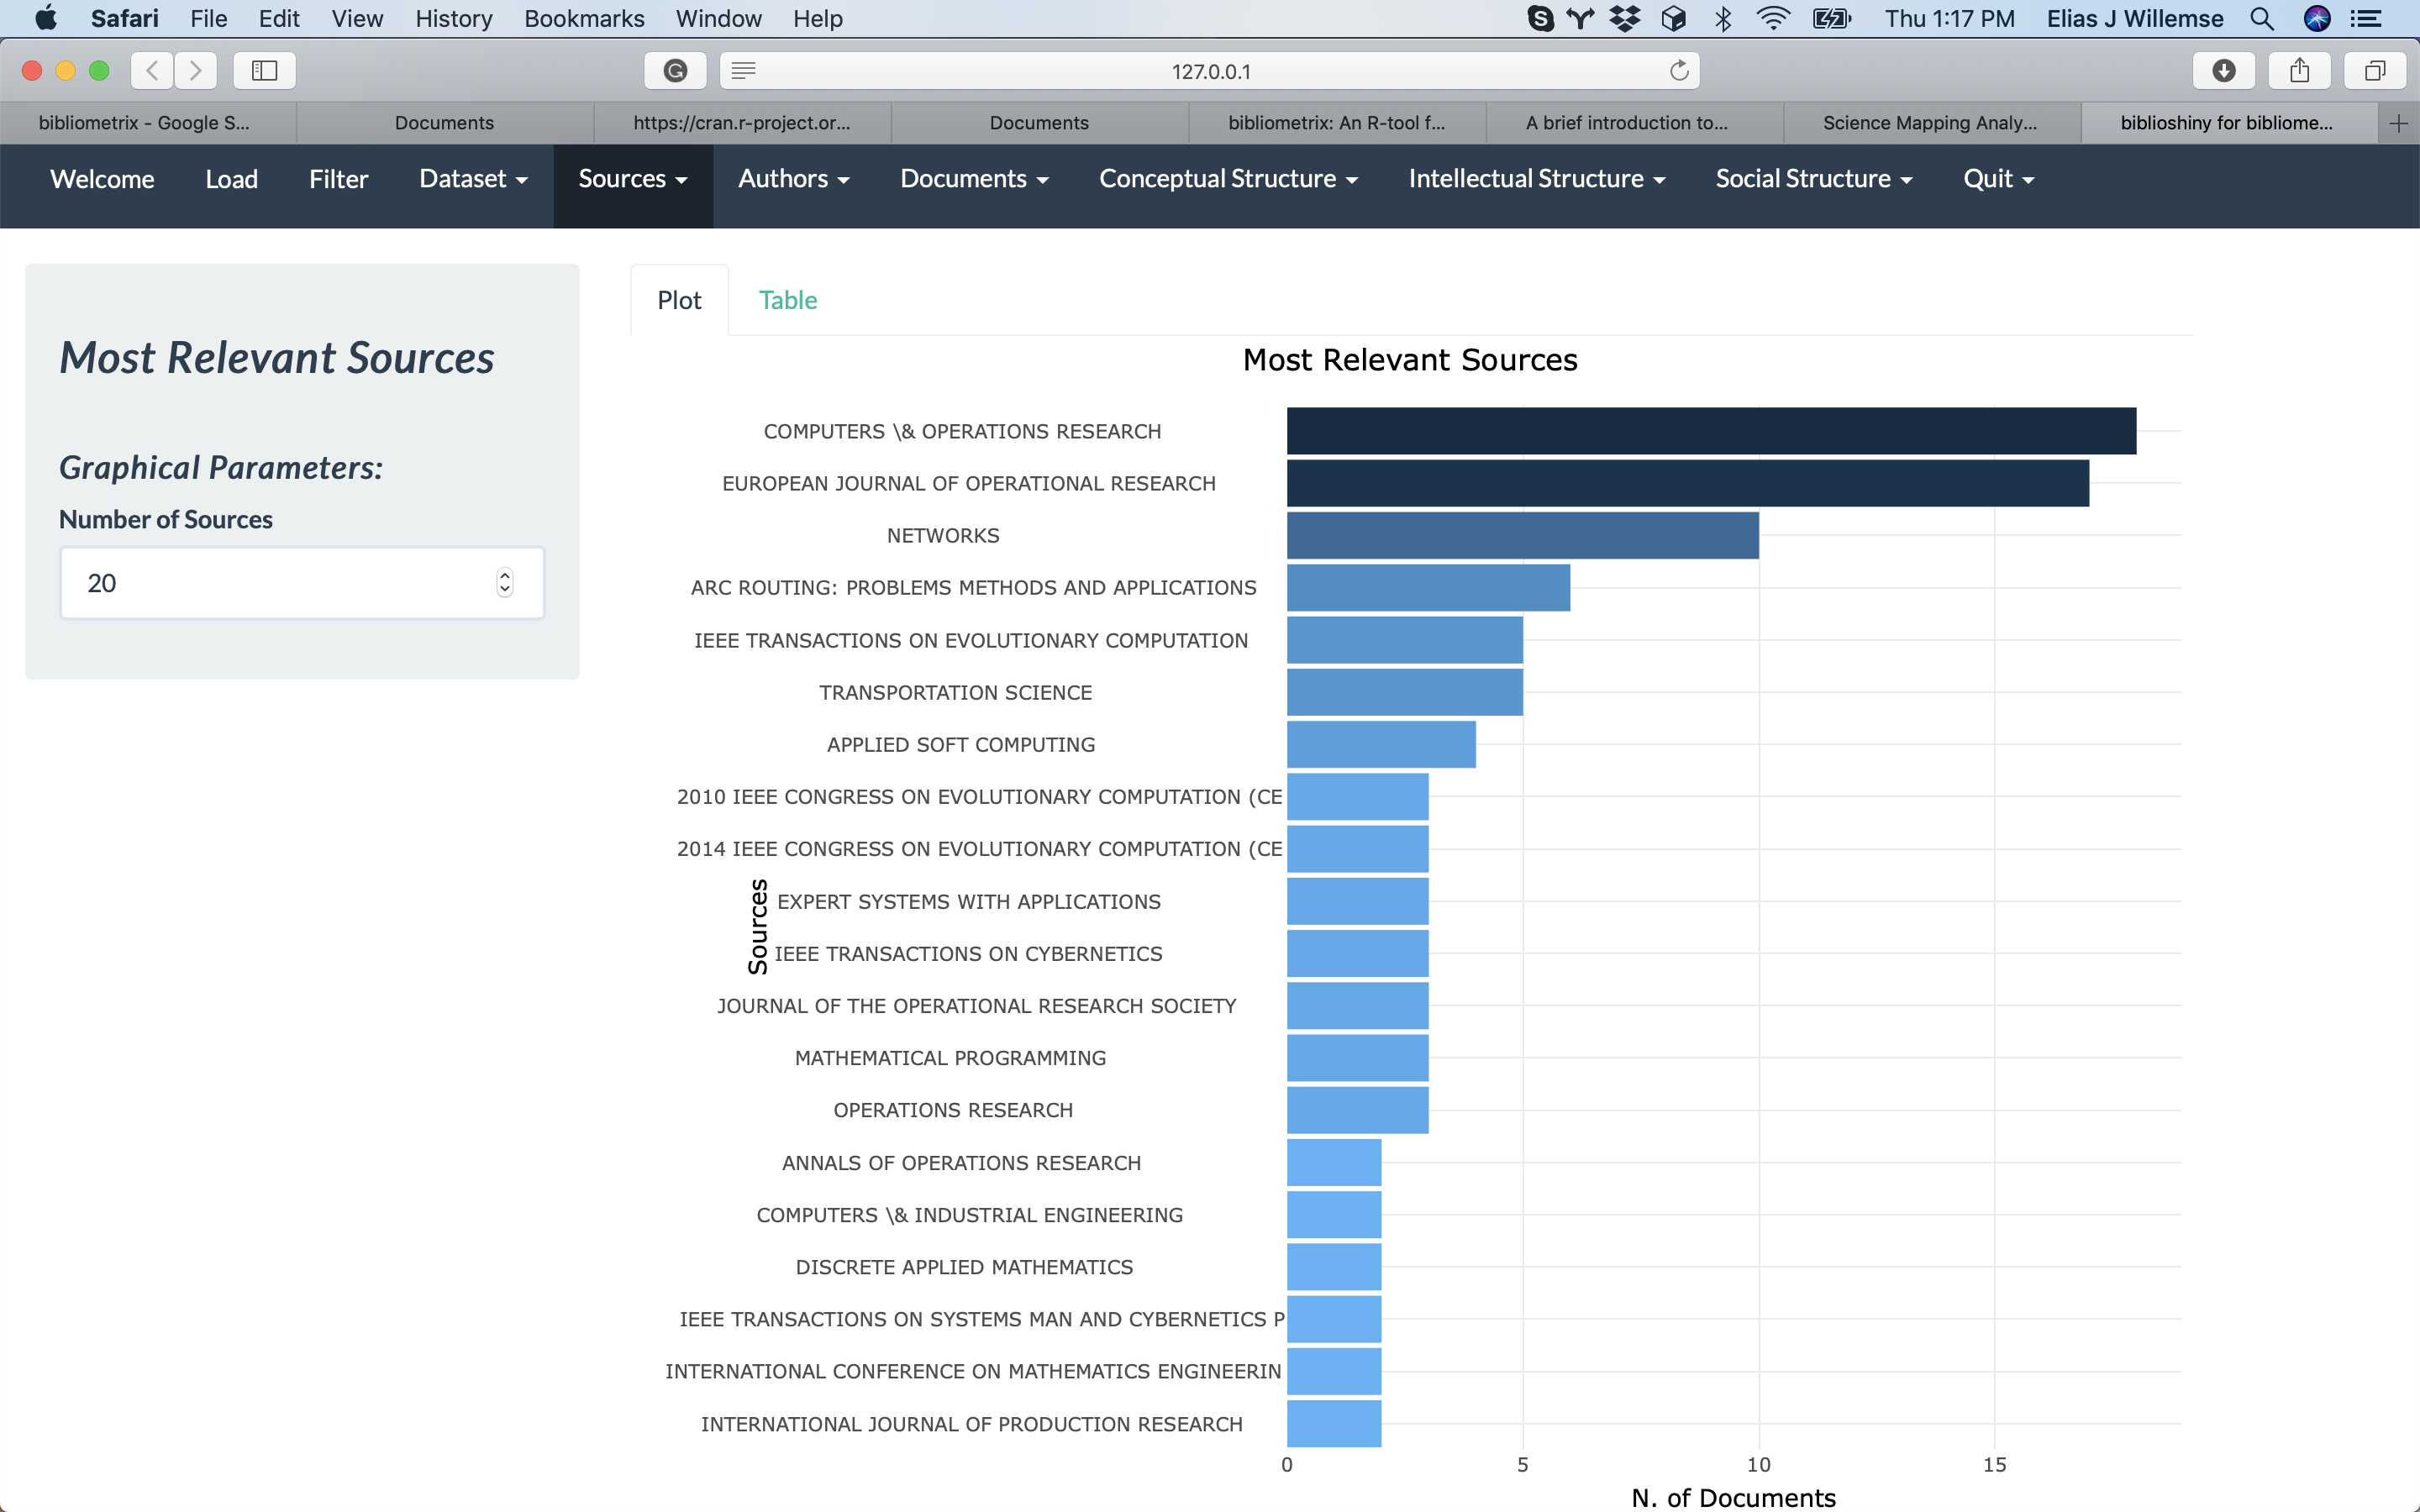 Safari File Edit View History Bookmarks Window Help Thu 1:17 PM Elias J Willemse
127.0.0.1
bibliometrix - Google S... Documents https://cran.r-project.or... Documents bibliometrix: An R-tool f... A brief introduction to... Science Mapping Analy... biblioshiny for bibliome...
Welcome Load Filter Dataset Sources Authors Documents Conceptual Structure Intellectual Structure Social Structure Quit
Most Relevant Sources
Graphical Parameters:
Number of Sources
20
Plot Table
Most Relevant Sources
COMPUTERS \& OPERATIONS RESEARCH
EUROPEAN JOURNAL OF OPERATIONAL RESEARCH
NETWORKS
ARC ROUTING: PROBLEMS METHODS AND APPLICATIONS
IEEE TRANSACTIONS ON EVOLUTIONARY COMPUTATION
TRANSPORTATION SCIENCE
APPLIED SOFT COMPUTING
2010 IEEE CONGRESS ON EVOLUTIONARY COMPUTATION (CE
2014 IEEE CONGRESS ON EVOLUTIONARY COMPUTATION (CE
EXPERT SYSTEMS WITH APPLICATIONS
IEEE TRANSACTIONS ON CYBERNETICS
JOURNAL OF THE OPERATIONAL RESEARCH SOCIETY
MATHEMATICAL PROGRAMMING
OPERATIONS RESEARCH
ANNALS OF OPERATIONS RESEARCH
COMPUTERS \& INDUSTRIAL ENGINEERING
DISCRETE APPLIED MATHEMATICS
IEEE TRANSACTIONS ON SYSTEMS MAN AND CYBERNETICS P
INTERNATIONAL CONFERENCE ON MATHEMATICS ENGINEERIN
INTERNATIONAL JOURNAL OF PRODUCTION RESEARCH
Sources
0 5 10 15
N. of Documents